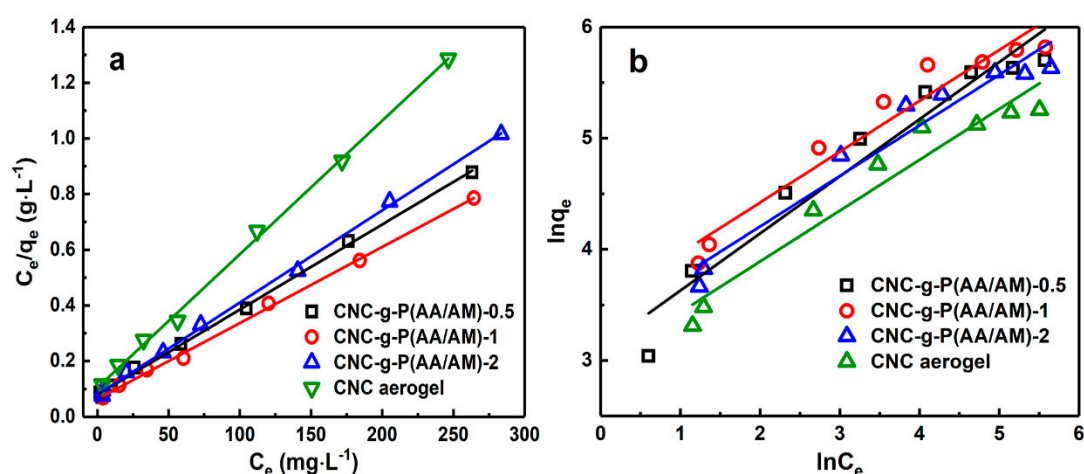 a
1.4
1.2
1.0
0.8
0.6
0.4
0.2
0.0
Cₑ/qₑ (g·L⁻¹)
CNC-g-P(AA/AM)-0.5
CNC-g-P(AA/AM)-1
CNC-g-P(AA/AM)-2
CNC aerogel
0 50 100 150 200 250 300
Cₑ (mg·L⁻¹)
b
6
5
4
3
lnqₑ
CNC-g-P(AA/AM)-0.5
CNC-g-P(AA/AM)-1
CNC-g-P(AA/AM)-2
CNC aerogel
0 1 2 3 4 5 6
lnCₑ